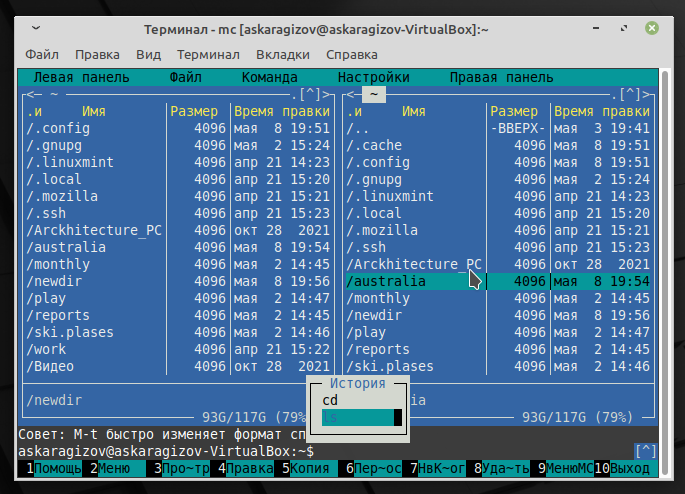 Терминал - mc [askaragizov@askaragizov-VirtualBox]:~
Файл Правка Вид Терминал Вкладки Справка
Левая панель Файл Команда Настройки Правая панель
<─ ~ .[^]> <─ ~ .[^]>
.и Имя Размер Время правки .и Имя Размер Время правки
/.config 4096 мая 8 19:51 /.. -ВВЕРХ- мая 3 19:41
/.gnupg 4096 мая 2 15:24 /.cache 4096 мая 8 19:51
/.linuxmint 4096 апр 21 14:23 /.config 4096 мая 8 19:51
/.local 4096 апр 21 15:20 /.gnupg 4096 мая 2 15:24
/.mozilla 4096 апр 21 15:21 /.linuxmint 4096 апр 21 14:23
/.ssh 4096 апр 21 15:23 /.local 4096 апр 21 15:20
/Arckhitecture_PC 4096 окт 28 2021 /.mozilla 4096 апр 21 15:21
/australia 4096 мая 8 19:54 /.ssh 4096 апр 21 15:23
/monthly 4096 мая 2 14:45 /Arckhitecture_PC 4096 окт 28 2021
/newdir 4096 мая 8 19:56 /australia 4096 мая 8 19:54
/play 4096 мая 2 14:47 /monthly 4096 мая 2 14:45
/reports 4096 мая 2 14:45 /newdir 4096 мая 8 19:56
/ski.plases 4096 мая 2 14:46 /play 4096 мая 2 14:47
/work 4096 апр 21 15:22 /reports 4096 мая 2 14:45
/Видео 4096 окт 28 2021 /ski.plases 4096 мая 2 14:46
История
cd
ls
/newdir ia
93G/117G (79% 93G/117G (79%)
Совет: M-t быстро изменяет формат сп
askaragizov@askaragizov-VirtualBox:~$ [^]
1Помощь 2Меню 3Про~тр 4Правка 5Копия 6Пер~ос 7НвК~ог 8Уда~ть 9МенюМС 10Выход